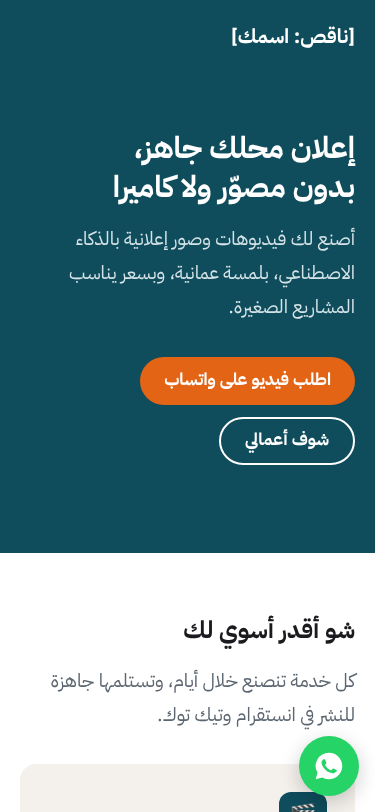 [ناقص: اسمك]
إعلان محلك جاهز،
بدون مصوّر ولا كاميرا
أصنع لك فيديوهات وصور إعلانية بالذكاء
الاصطناعي، بلمسة عمانية، وبسعر يناسب
المشاريع الصغيرة.
اطلب فيديو على واتساب
شوف أعمالي
شو أقدر أسوي لك
كل خدمة تنصنع خلال أيام، وتستلمها جاهزة
للنشر في انستقرام وتيك توك.